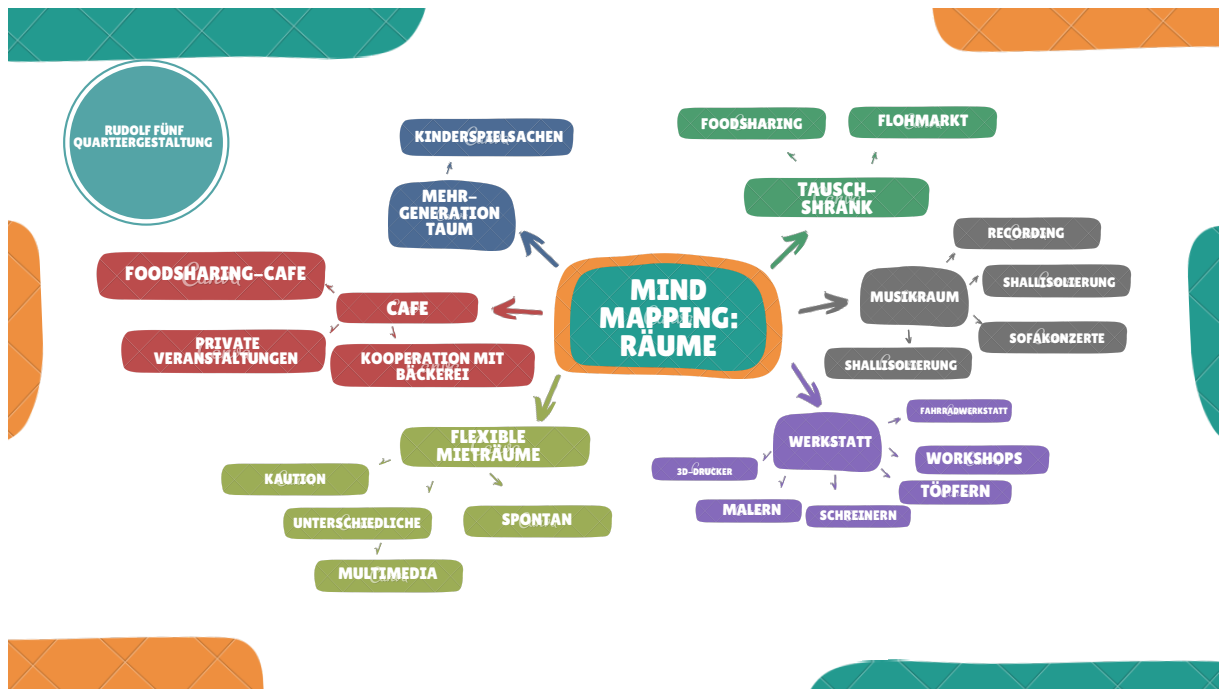 RUDOLF FÜNF
QUARTIERGESTALTUNG
KINDERSPIELSACHEN
MEHR-
GENERATION
TAUM
FOODSHARING
FLOHMARKT
TAUSCH-
SHRANK
RECORDING
MUSIKRAUM
SHALLISOLIERUNG
SOFAKONZERTE
SHALLISOLIERUNG
FOODSHARING-CAFE
CAFE
PRIVATE
VERANSTALTUNGEN
KOOPERATION MIT
BÄCKEREI
MIND
MAPPING:
RÄUME
FLEXIBLE
MIETRÄUME
KAUTION
UNTERSCHIEDLICHE
SPONTAN
MULTIMEDIA
WERKSTATT
FAHRRADWERKSTATT
WORKSHOPS
TÖPFERN
3D-DRUCKER
MALERN
SCHREINERN